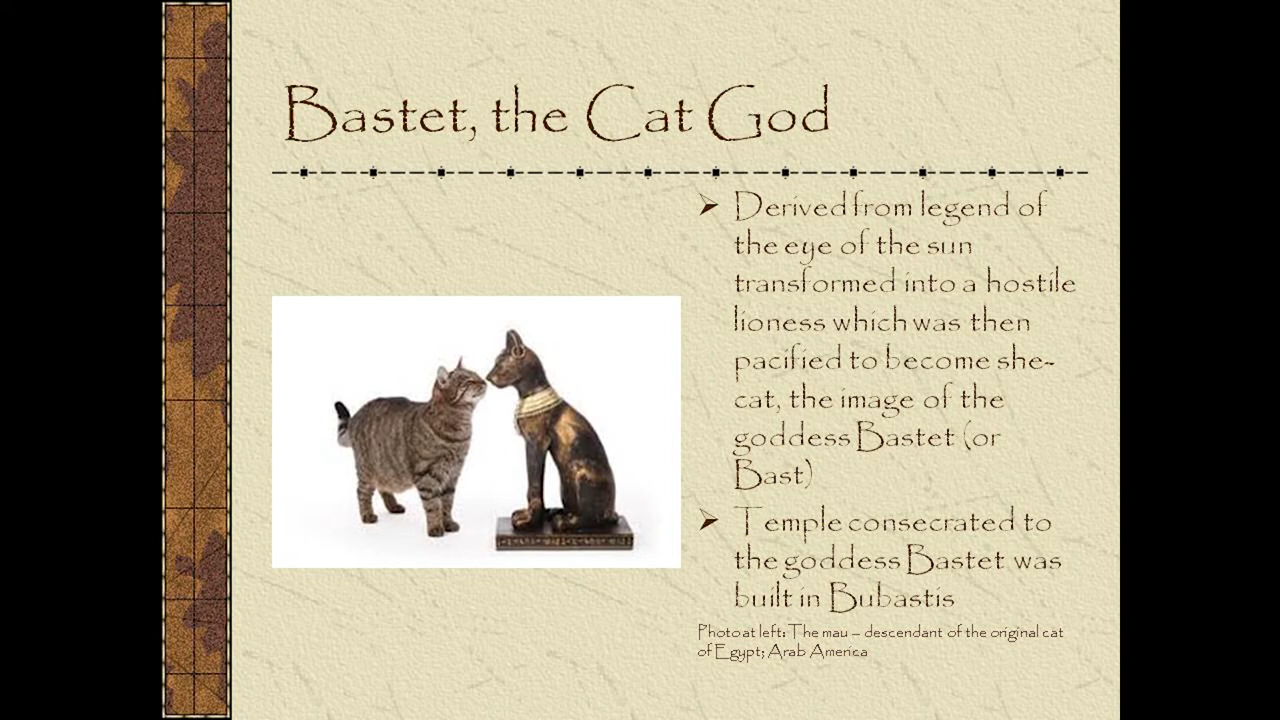 Bastet, the Cat God
Derived from legend of
the eye of the sun
transformed into a hostile
lioness which was then
pacified to become she-
cat, the image of the
goddess Bastet (or
Bast)
Temple consecrated to
the goddess Bastet was
built in Bubastis
Photo at left: The mau – descendant of the original cat
of Egypt; Arab America